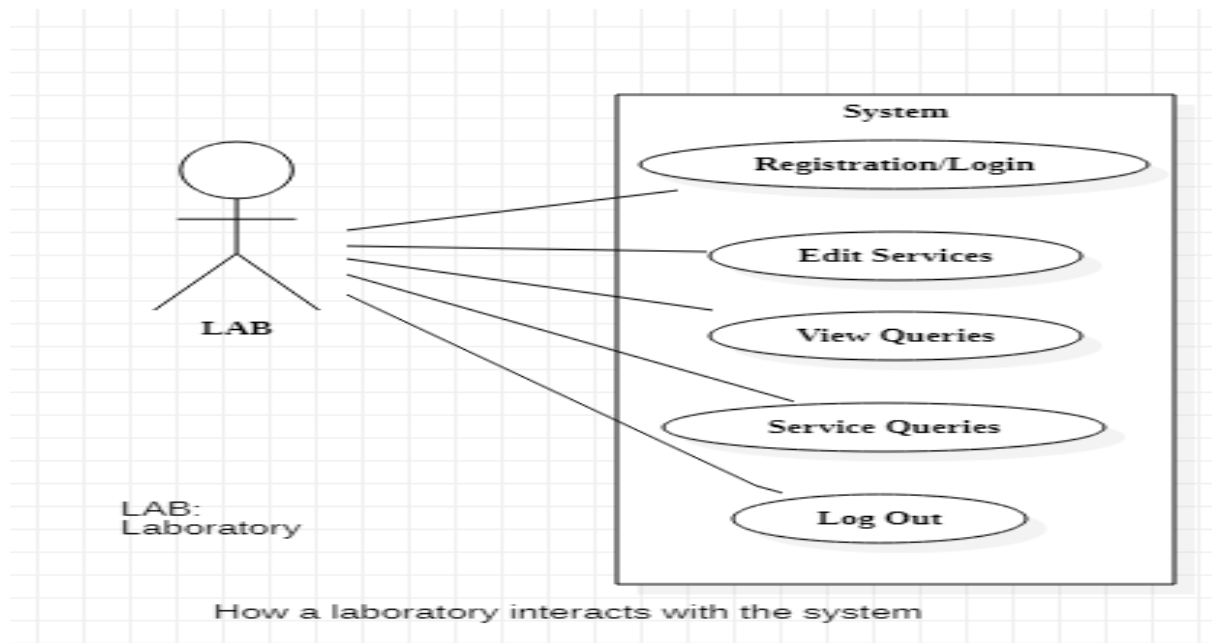 System
Registration/Login
Edit Services
View Queries
Service Queries
Log Out
LAB
LAB:
Laboratory
How a laboratory interacts with the system